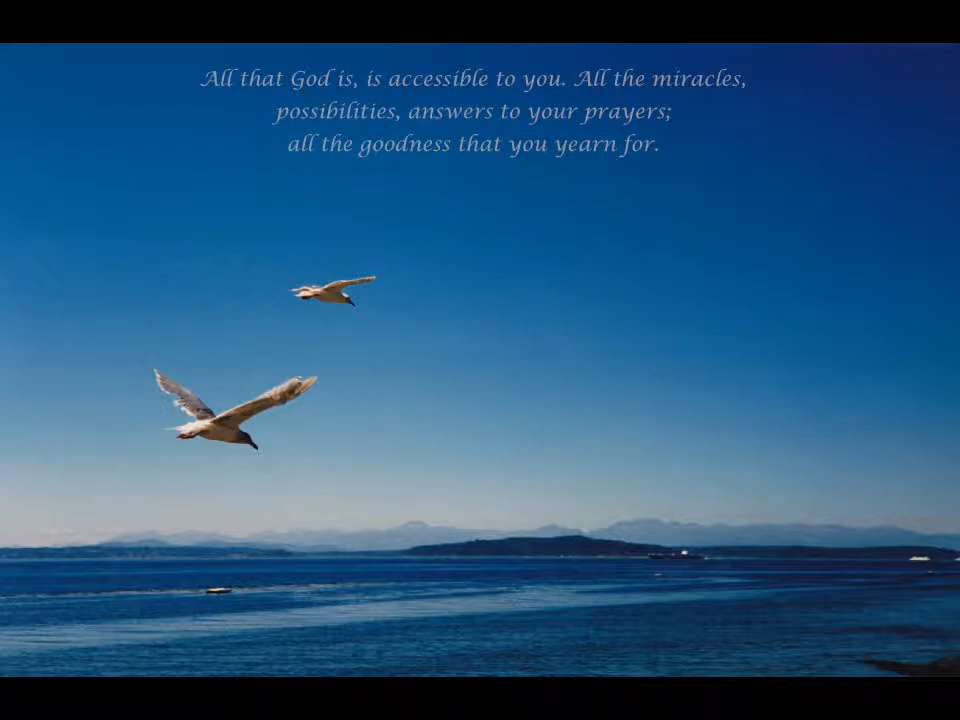 All that God is, is accessible to you. All the miracles,
possibilities, answers to your prayers;
all the goodness that you yearn for.